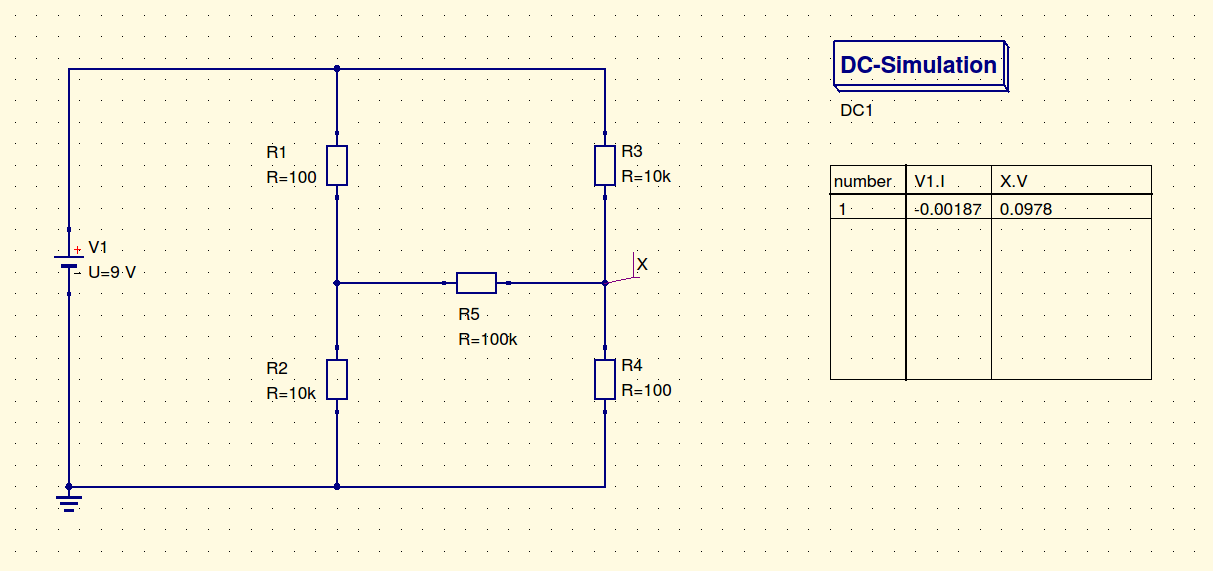 R1
R=100
R3
R=10k
+
V1
- U=9 V
X
R5
R=100k
R2
R=10k
R4
R=100
DC-Simulation
DC1
number V1.I X.V
1 -0.00187 0.0978